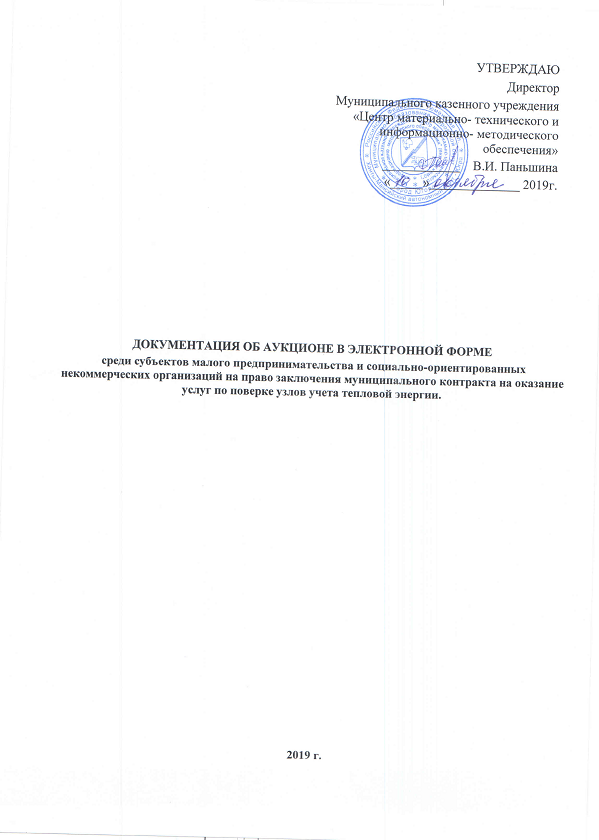 УТВЕРЖДАЮ
Директор
Муниципального казенного учреждения
«Центр материально- технического и
информационно- методического
обеспечения»
В.И. Паньшина
« 10 » октября 2019г.
ДОКУМЕНТАЦИЯ ОБ АУКЦИОНЕ В ЭЛЕКТРОННОЙ ФОРМЕ
среди субъектов малого предпринимательства и социально-ориентированных
некоммерческих организаций на право заключения муниципального контракта на оказание
услуг по поверке узлов учета тепловой энергии.
2019 г.